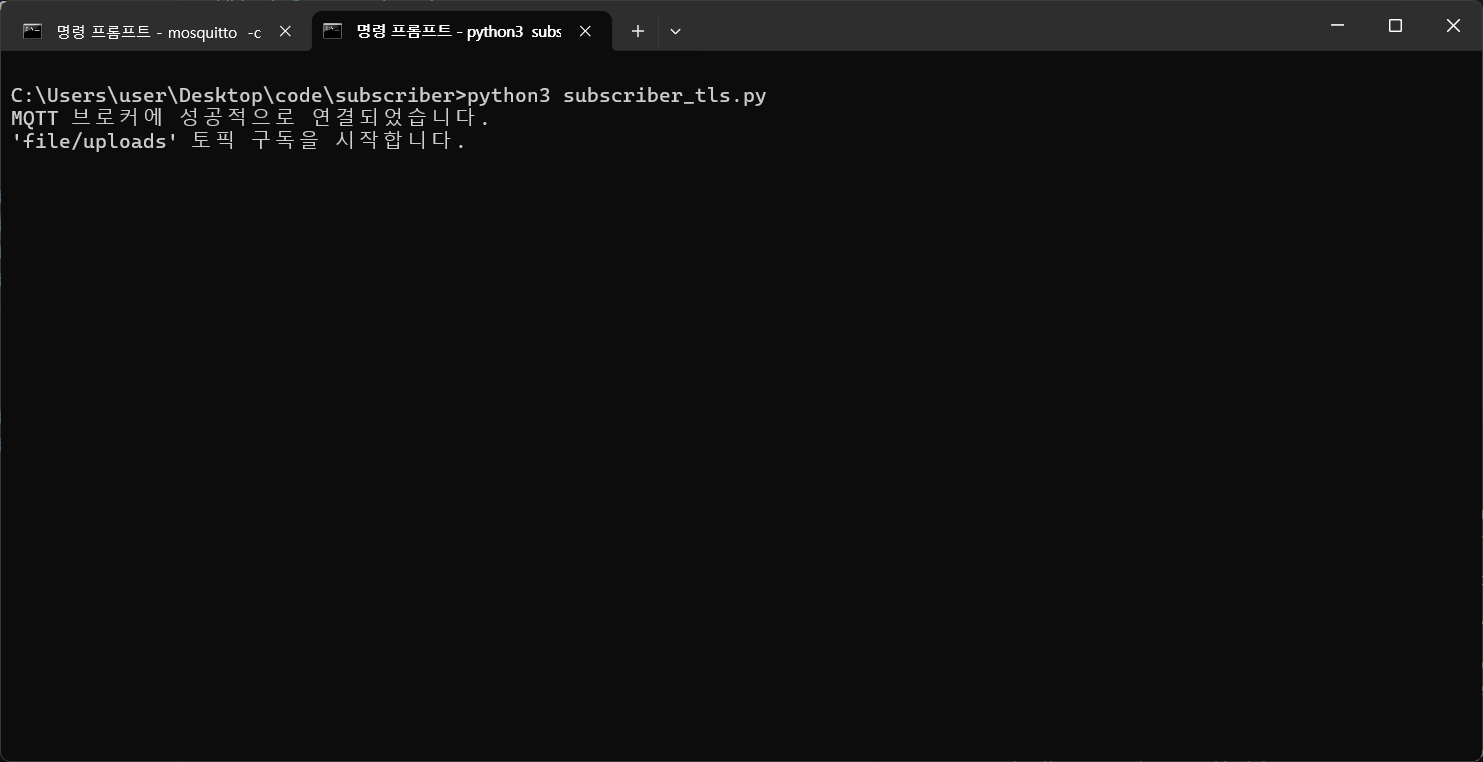 명령 프롬프트 - mosquitto -c
명령 프롬프트 - python3 subs
C:\Users\user\Desktop\code\subscriber>python3 subscriber_tls.py
MQTT 브로커에 성공적으로 연결되었습니다.
'file/uploads' 토픽 구독을 시작합니다.